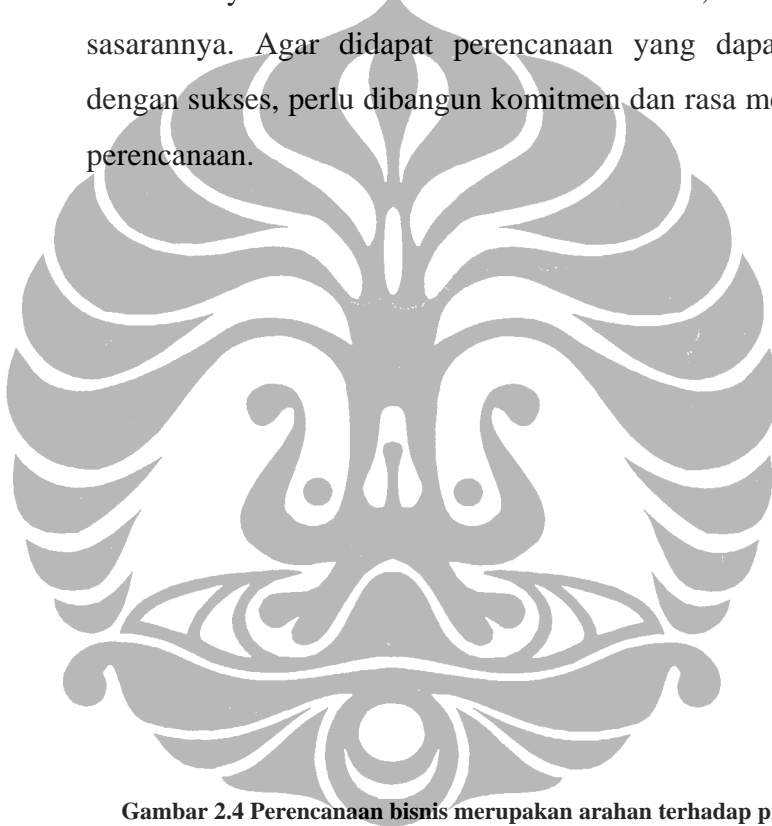 sasarannya. Agar didapat perencanaan yang dapa
dengan sukses, perlu dibangun komitmen dan rasa me
perencanaan.
Gambar 2.4 Perencanaan bisnis merupakan arahan terhadap p